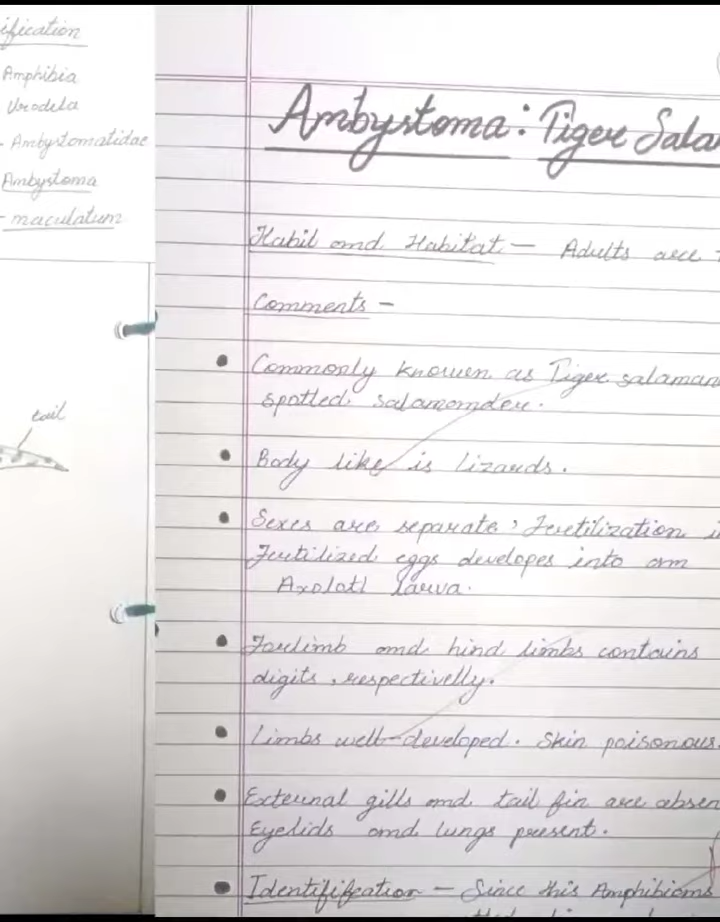 ification
Amphibia
Urodela
- Ambystomatidae
Ambystoma
- maculatum
tail
Ambystoma: Tiger Sala
Habit and Habitat - Adults are
Comments -
• Commonly knowen as Tiger salaman
spotted salamander.
• Body like is lizards.
• Sexes are separate, Fertilization i
Fertilized eggs developes into an
Axolotl larva.
• Forelimb and hind limbs contains
digits, respectivelly.
• Limbs well-developed. Skin poisonous.
• External gills and tail fin are absen
Eyelids and lungs present.
• Identififcation - Since this Amphibians